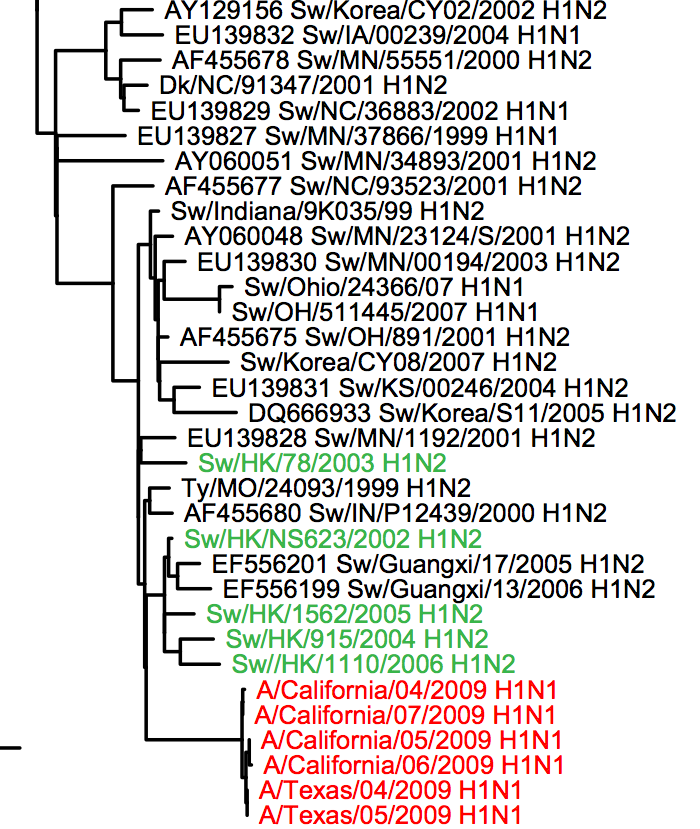 AY129156 Sw/Korea/CY02/2002 H1N2
EU139832 Sw/IA/00239/2004 H1N1
AF455678 Sw/MN/55551/2000 H1N2
Dk/NC/91347/2001 H1N2
EU139829 Sw/NC/36883/2002 H1N1
EU139827 Sw/MN/37866/1999 H1N1
AY060051 Sw/MN/34893/2001 H1N2
AF455677 Sw/NC/93523/2001 H1N2
Sw/Indiana/9K035/99 H1N2
AY060048 Sw/MN/23124/S/2001 H1N2
EU139830 Sw/MN/00194/2003 H1N2
Sw/Ohio/24366/07 H1N1
Sw/OH/511445/2007 H1N1
AF455675 Sw/OH/891/2001 H1N2
Sw/Korea/CY08/2007 H1N2
EU139831 Sw/KS/00246/2004 H1N2
DQ666933 Sw/Korea/S11/2005 H1N2
EU139828 Sw/MN/1192/2001 H1N2
Sw/HK/78/2003 H1N2
Ty/MO/24093/1999 H1N2
AF455680 Sw/IN/P12439/2000 H1N2
Sw/HK/NS623/2002 H1N2
EF556201 Sw/Guangxi/17/2005 H1N2
EF556199 Sw/Guangxi/13/2006 H1N2
Sw/HK/1562/2005 H1N2
Sw/HK/915/2004 H1N2
Sw//HK/1110/2006 H1N2
A/California/04/2009 H1N1
A/California/07/2009 H1N1
A/California/05/2009 H1N1
A/California/06/2009 H1N1
A/Texas/04/2009 H1N1
A/Texas/05/2009 H1N1